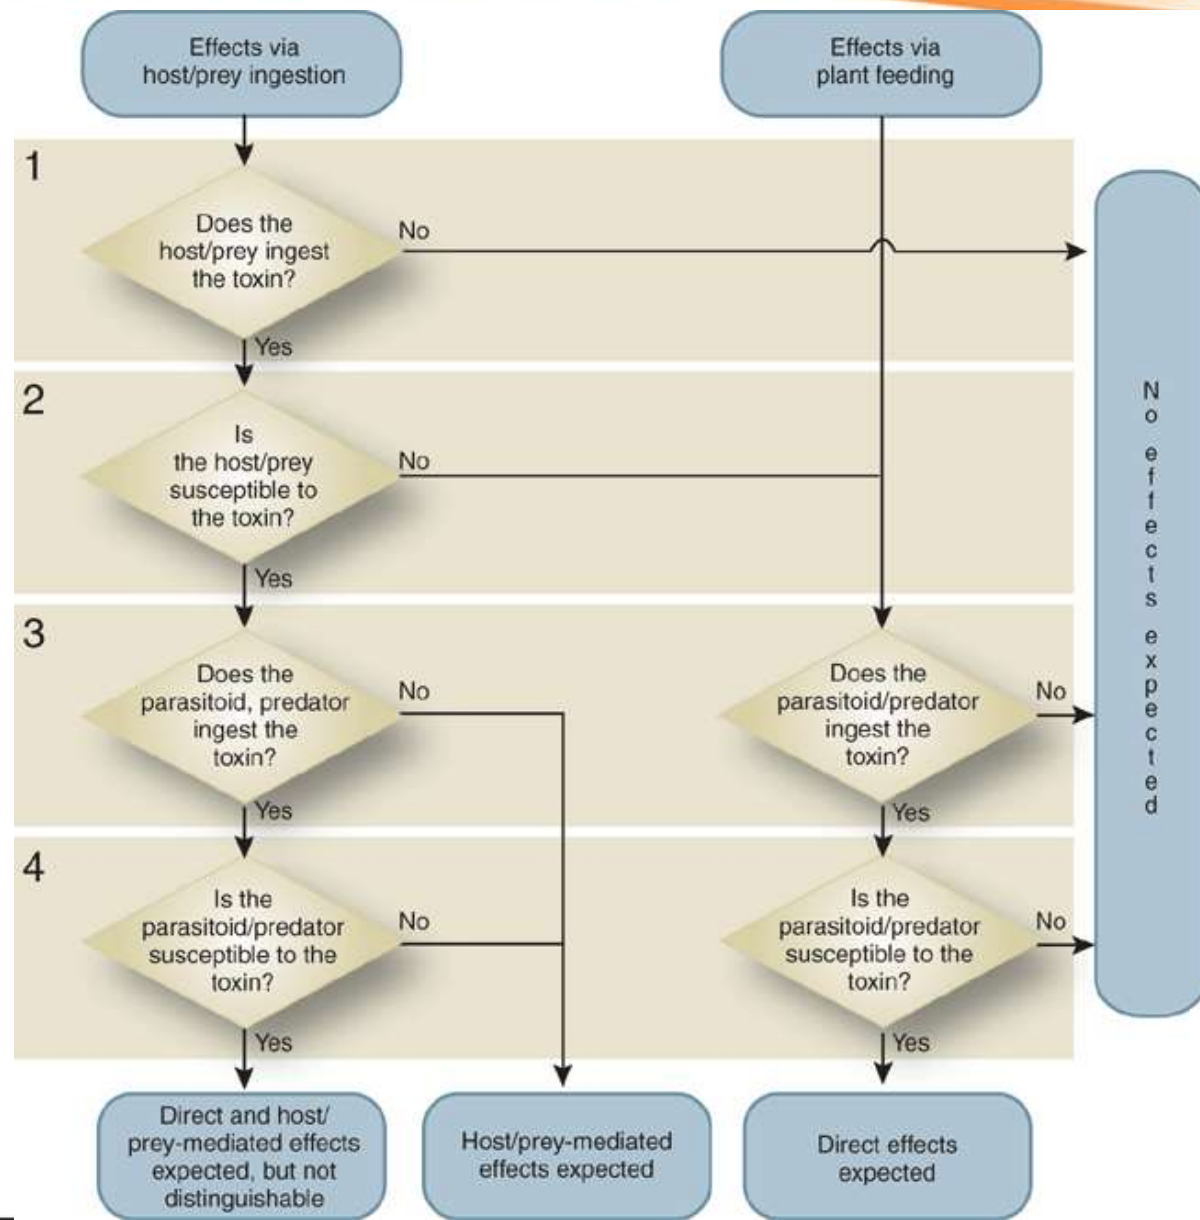 Effects via
host/prey ingestion
Effects via
plant feeding
1
Does the
host/prey ingest
the toxin?
No
Yes
2
Is
the host/prey
susceptible to
the toxin?
No
Yes
3
Does the
parasitoid, predator
ingest the
toxin?
No
Yes
Does the
parasitoid/predator
ingest the
toxin?
No
Yes
4
Is the
parasitoid/predator
susceptible to the
toxin?
No
Yes
Is the
parasitoid/predator
susceptible to the
toxin?
No
Yes
No effects expected
Direct and host/
prey-mediated effects
expected, but not
distinguishable
Host/prey-mediated
effects expected
Direct effects
expected